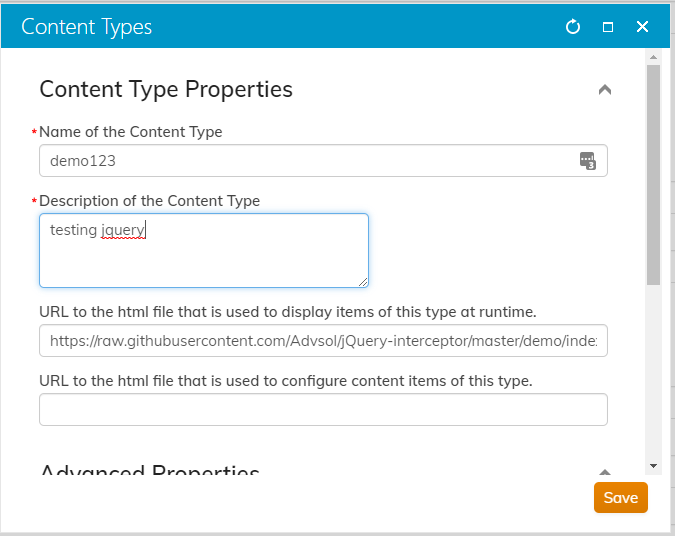 Content Types
Content Type Properties
* Name of the Content Type
demo123
3
* Description of the Content Type
testing jquery
URL to the html file that is used to display items of this type at runtime.
https://raw.githubusercontent.com/Advsol/jQuery-interceptor/master/demo/inde
URL to the html file that is used to configure content items of this type.
Advanced Properties
Save